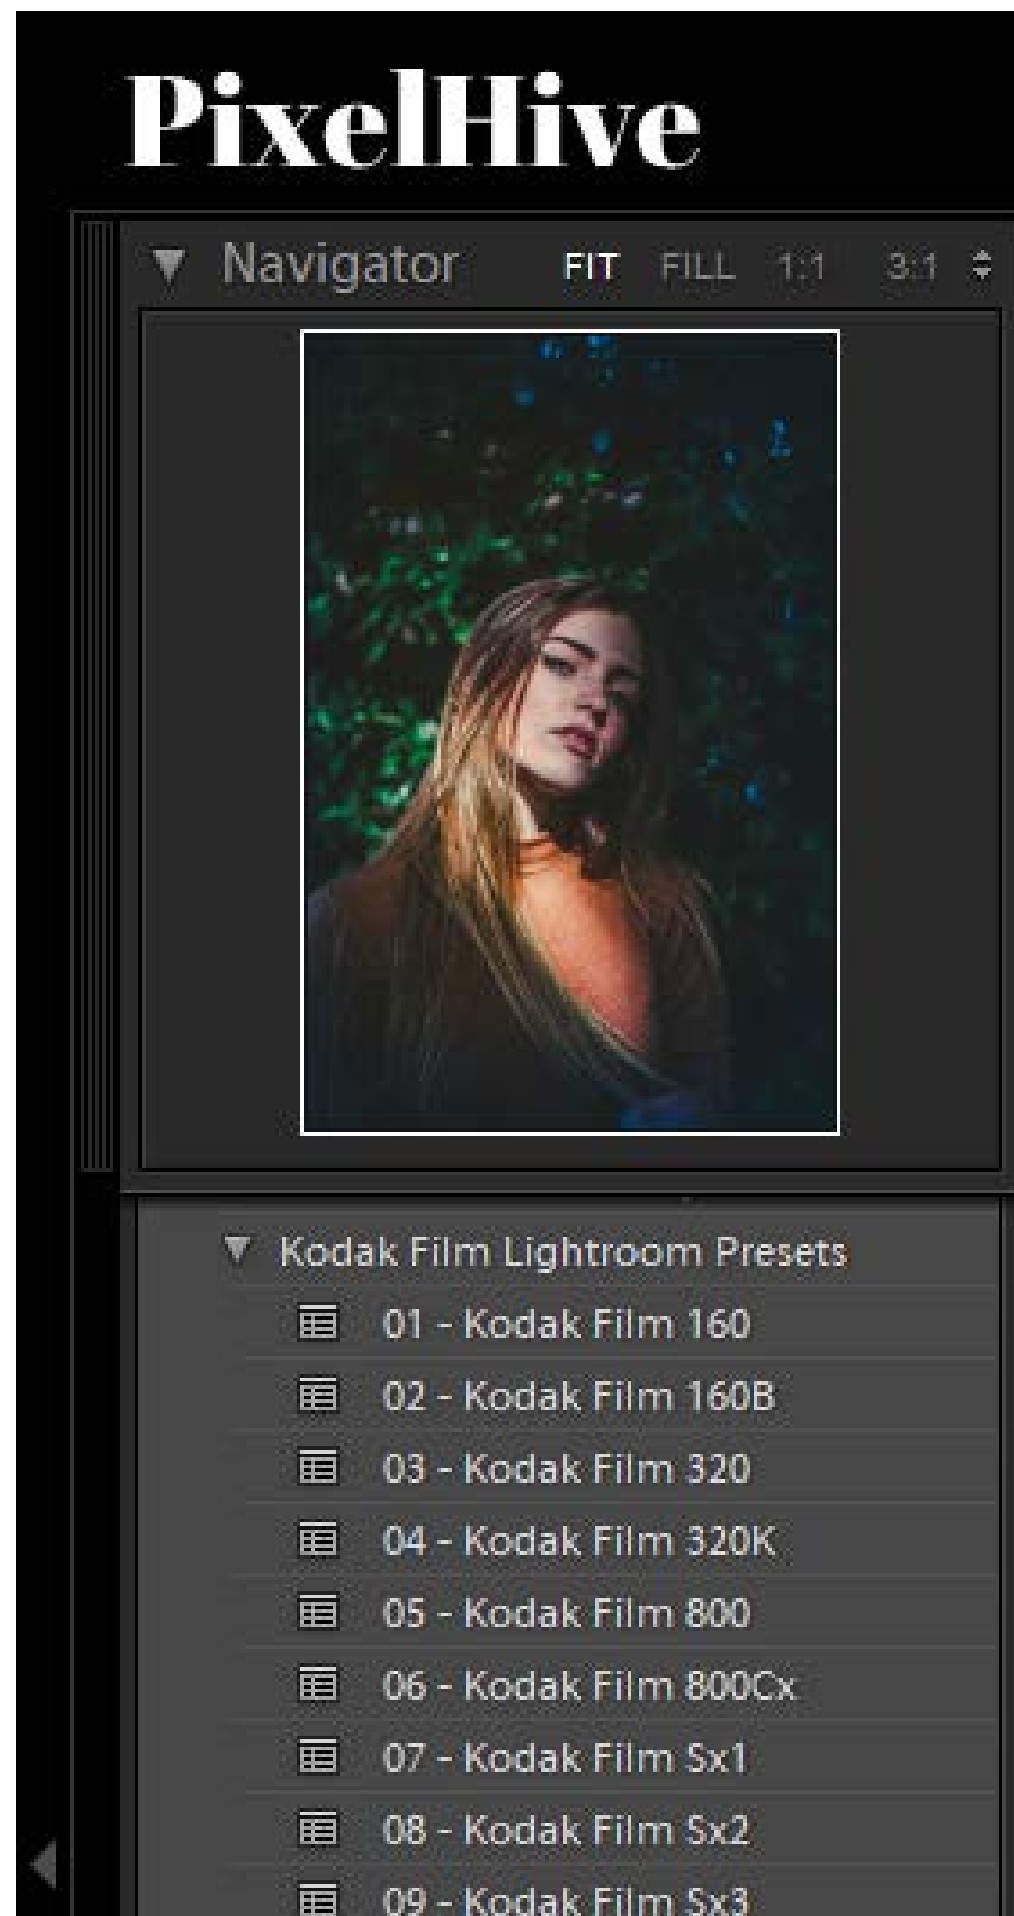 PixelHive
Navigator FIT FILL 1:1 3:1
Kodak Film Lightroom Presets
01 - Kodak Film 160
02 - Kodak Film 160B
03 - Kodak Film 320
04 - Kodak Film 320K
05 - Kodak Film 800
06 - Kodak Film 800Cx
07 - Kodak Film Sx1
08 - Kodak Film Sx2
09 - Kodak Film Sx3